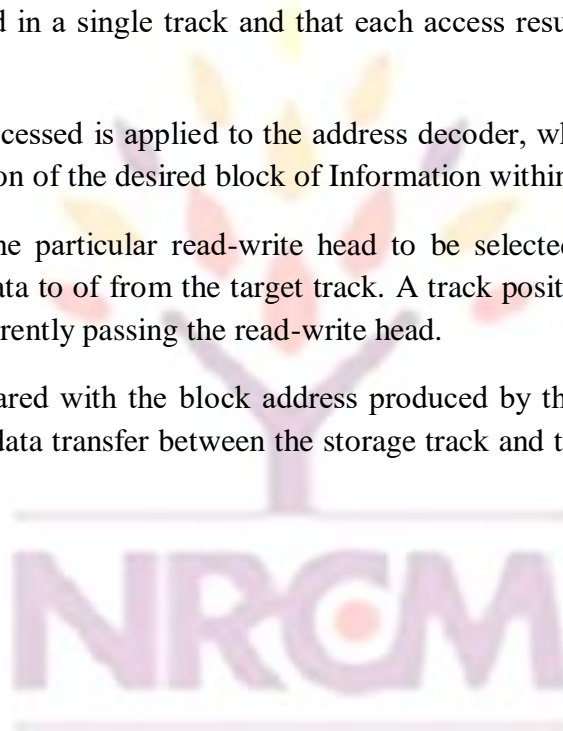 d in a single track and that each access resu
cessed is applied to the address decoder, wh
on of the desired block of Information within
ne particular read-write head to be selected
ata to of from the target track. A track posit
rently passing the read-write head.
ared with the block address produced by th
data transfer between the storage track and t
NRCM